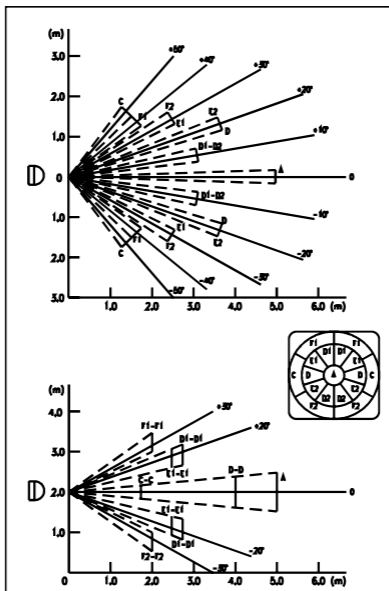 (m)
+50°
+40°
+30°
+20°
+10°
0
-10°
-20°
-30°
-40°
-50°
3.0
2.0
1.0
0
1.0
2.0
3.0
C
F1
F2
E1
E2
D
D1-D2
A
D1-D2
D
E2
E1
F2
F1
C
1.0 2.0 3.0 4.0 5.0 6.0 (m)
F1 F1
E1 D1 D1 E1
C D A D C
E2 D2 D2 E2
F2 F2
(m)
4.0
3.0
2.0
1.0
0
+30°
+20°
0
-20°
-30°
F1-F1
D1-D1
E1-E1
C-C
D-D
A
E1-E1
D1-D1
F2-F2
0 1.0 2.0 3.0 4.0 5.0 6.0 (m)